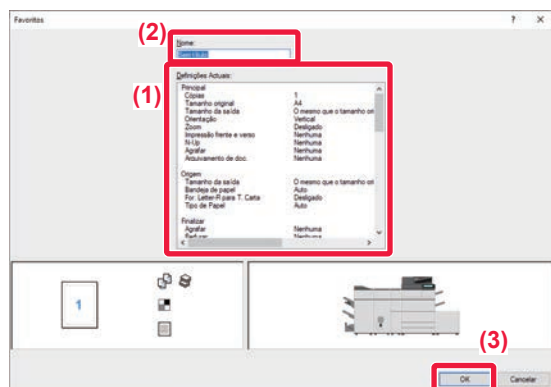 Favoritos ? X
(2)
Nome:
(1)
Definições Actuais:
Principal
Cópias 1
Tamanho original A4
Tamanho da saída O mesmo que o tamanho ori
Orientação Vertical
Zoom Desligado
Impressão frente e verso Nenhuma
N-Up Nenhuma
Agrafar Nenhuma
Arquivamento de doc. Nenhuma
Origem
Tamanho da saída O mesmo que o tamanho ori
Bandeja de papel Auto
For. Letter-R para T. Carta Desligado
Tipo de Papel Auto
Finalizar
Agrafar Nenhuma
Nenhuma
1
(3)
OK Cancelar